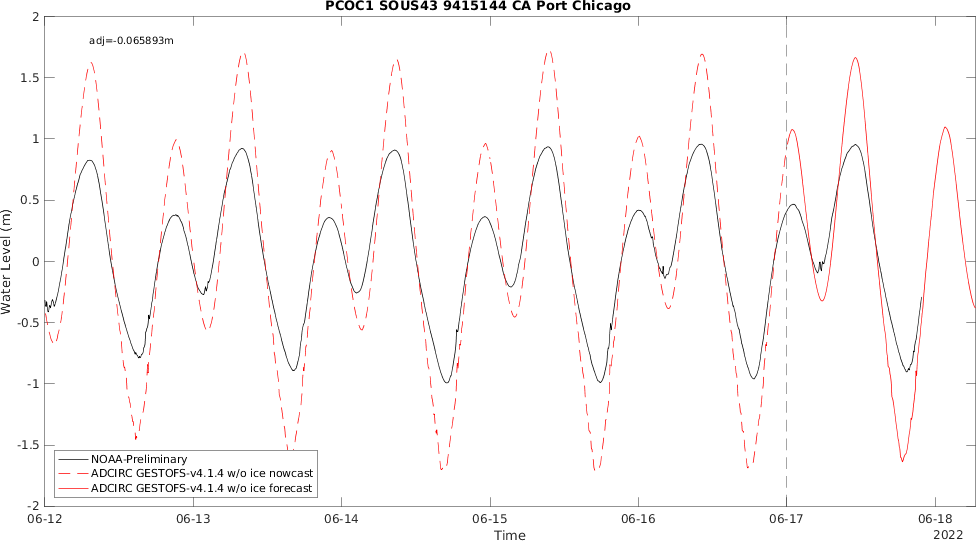 PCOC1 SOUS43 9415144 CA Port Chicago
adj=-0.065893m
2
1.5
1
0.5
0
-0.5
-1
-1.5
-2
Water Level (m)
NOAA-Preliminary
ADCIRC GESTOFS-v4.1.4 w/o ice nowcast
ADCIRC GESTOFS-v4.1.4 w/o ice forecast
06-12 06-13 06-14 06-15 06-16 06-17 06-18
Time
2022